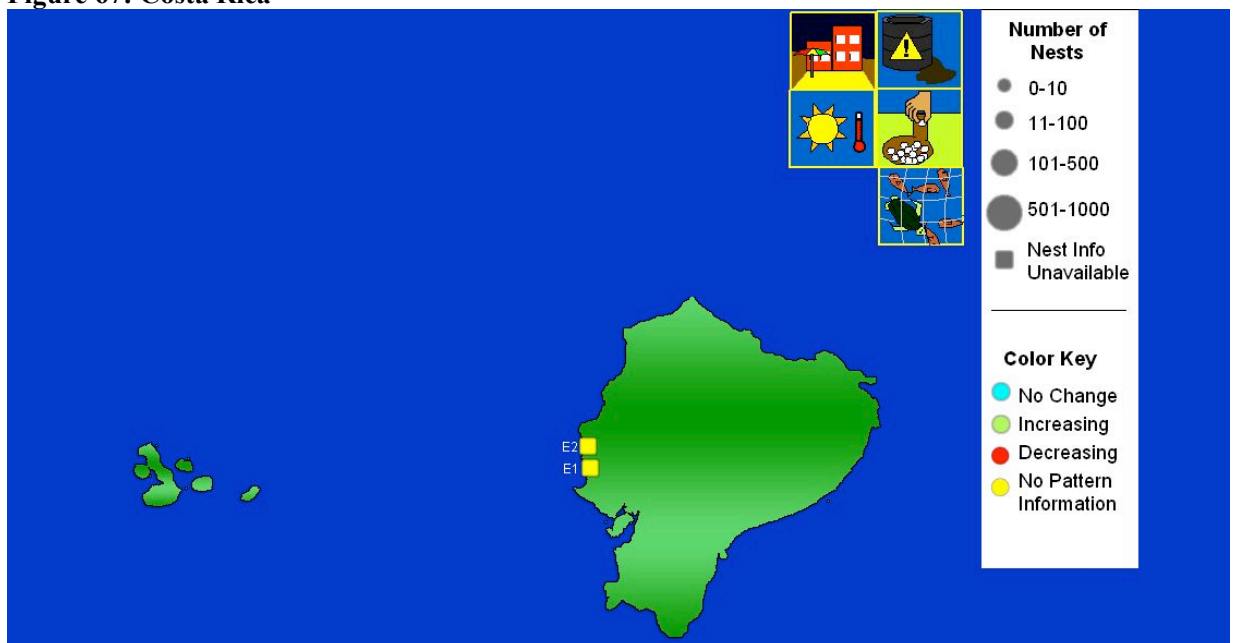 Figure 67: Costa Rica
Number of
Nests
0-10
11-100
101-500
501-1000
Nest Info
Unavailable
Color Key
No Change
Increasing
Decreasing
No Pattern
Information
E2
E1